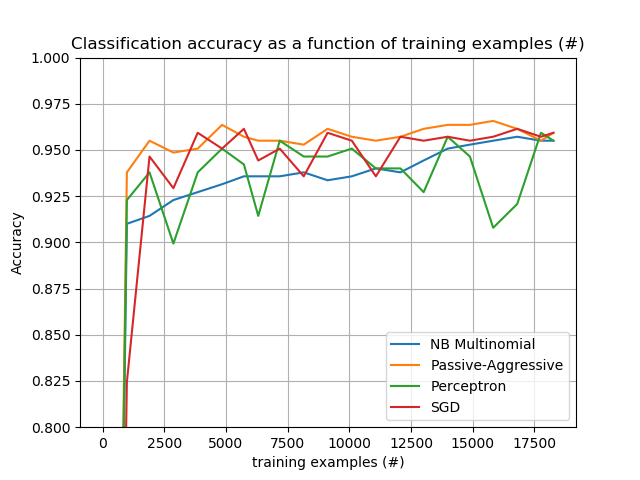 Classification accuracy as a function of training examples (#)
1.000
0.975
0.950
0.925
0.900
0.875
0.850
0.825
0.800
Accuracy
0
2500
5000
7500
10000
12500
15000
17500
training examples (#)
NB Multinomial
Passive-Aggressive
Perceptron
SGD